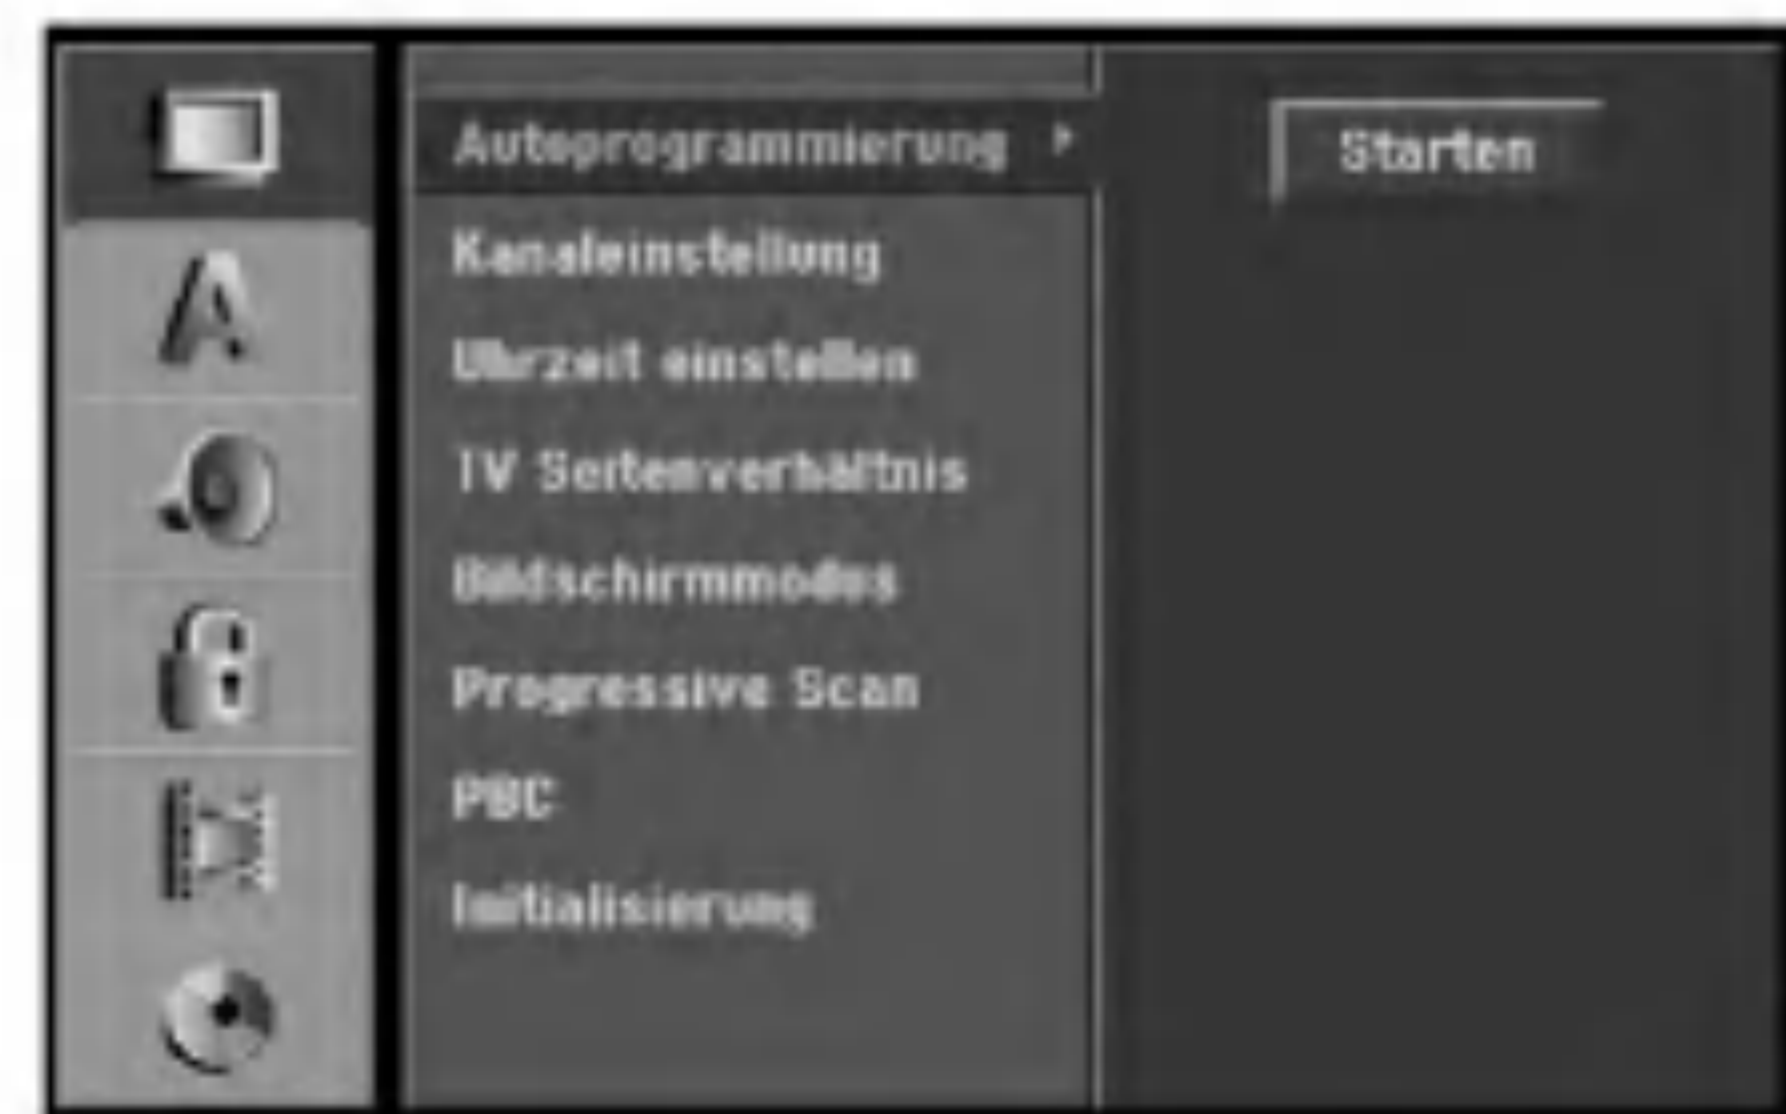 Autoprogrammierung
Starten
Kanaleinstellung
Uhrzeit einstellen
TV Seitenverhältnis
Bildschirmmodus
Progressive Scan
PBC
Initialisierung